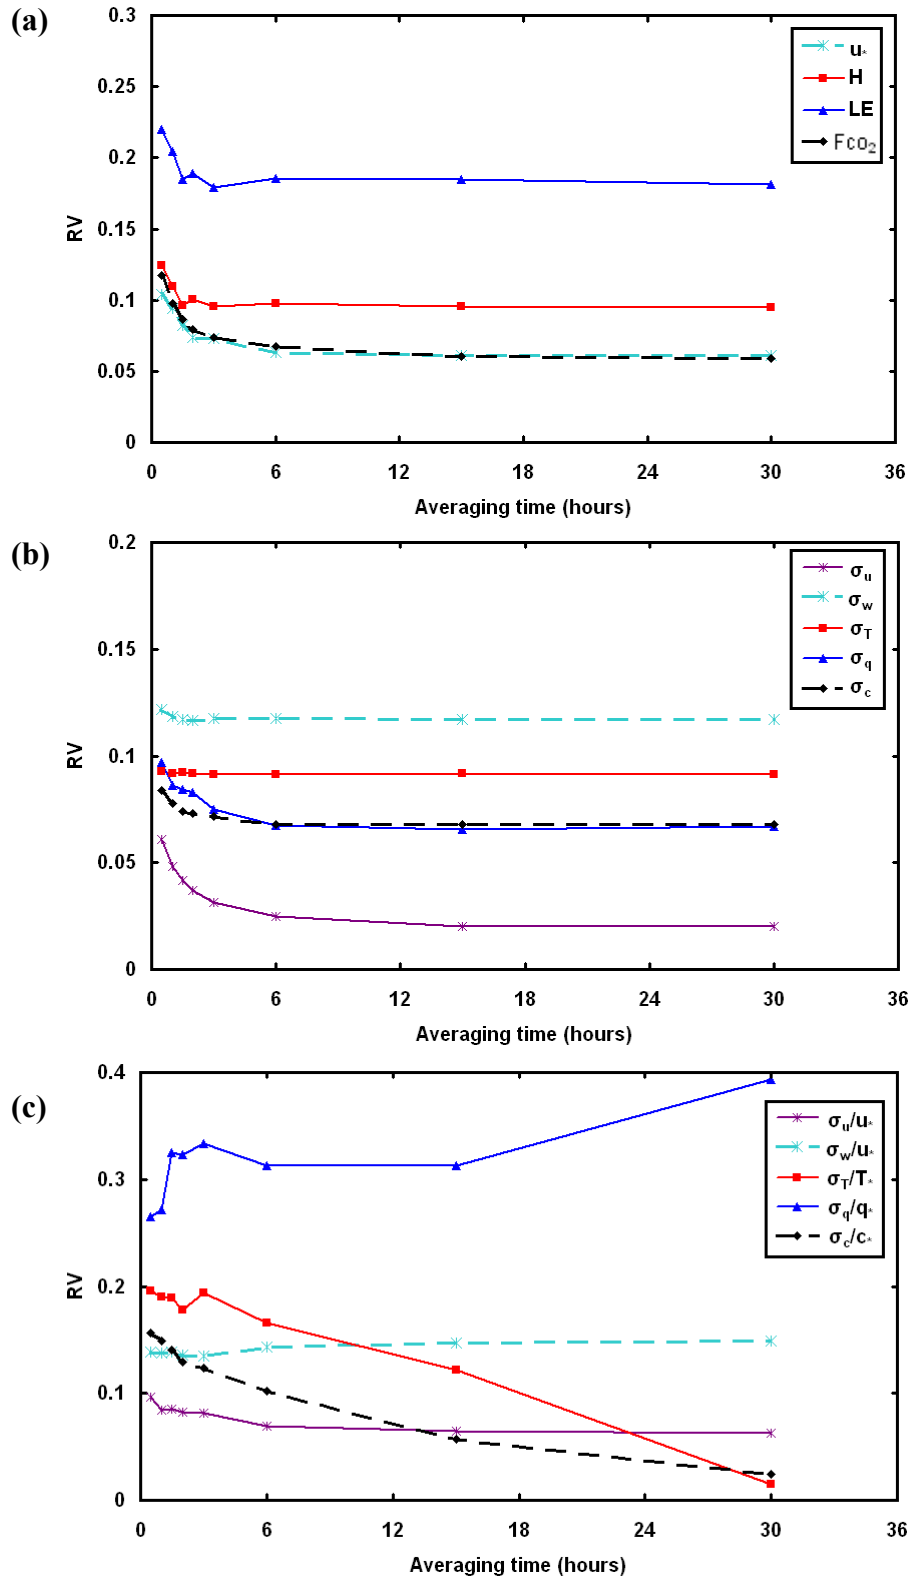 (a)
0.3
0.25
0.2
0.15
0.1
0.05
0
RV
0 6 12 18 24 30 36
Averaging time (hours)
u*
H
LE
Fco₂
(b)
0.2
0.15
0.1
0.05
0
RV
0 6 12 18 24 30 36
Averaging time (hours)
σu
σw
σT
σq
σc
(c)
0.4
0.3
0.2
0.1
0
RV
0 6 12 18 24 30 36
Averaging time (hours)
σu/u*
σw/u*
σT/T*
σq/q*
σc/c*